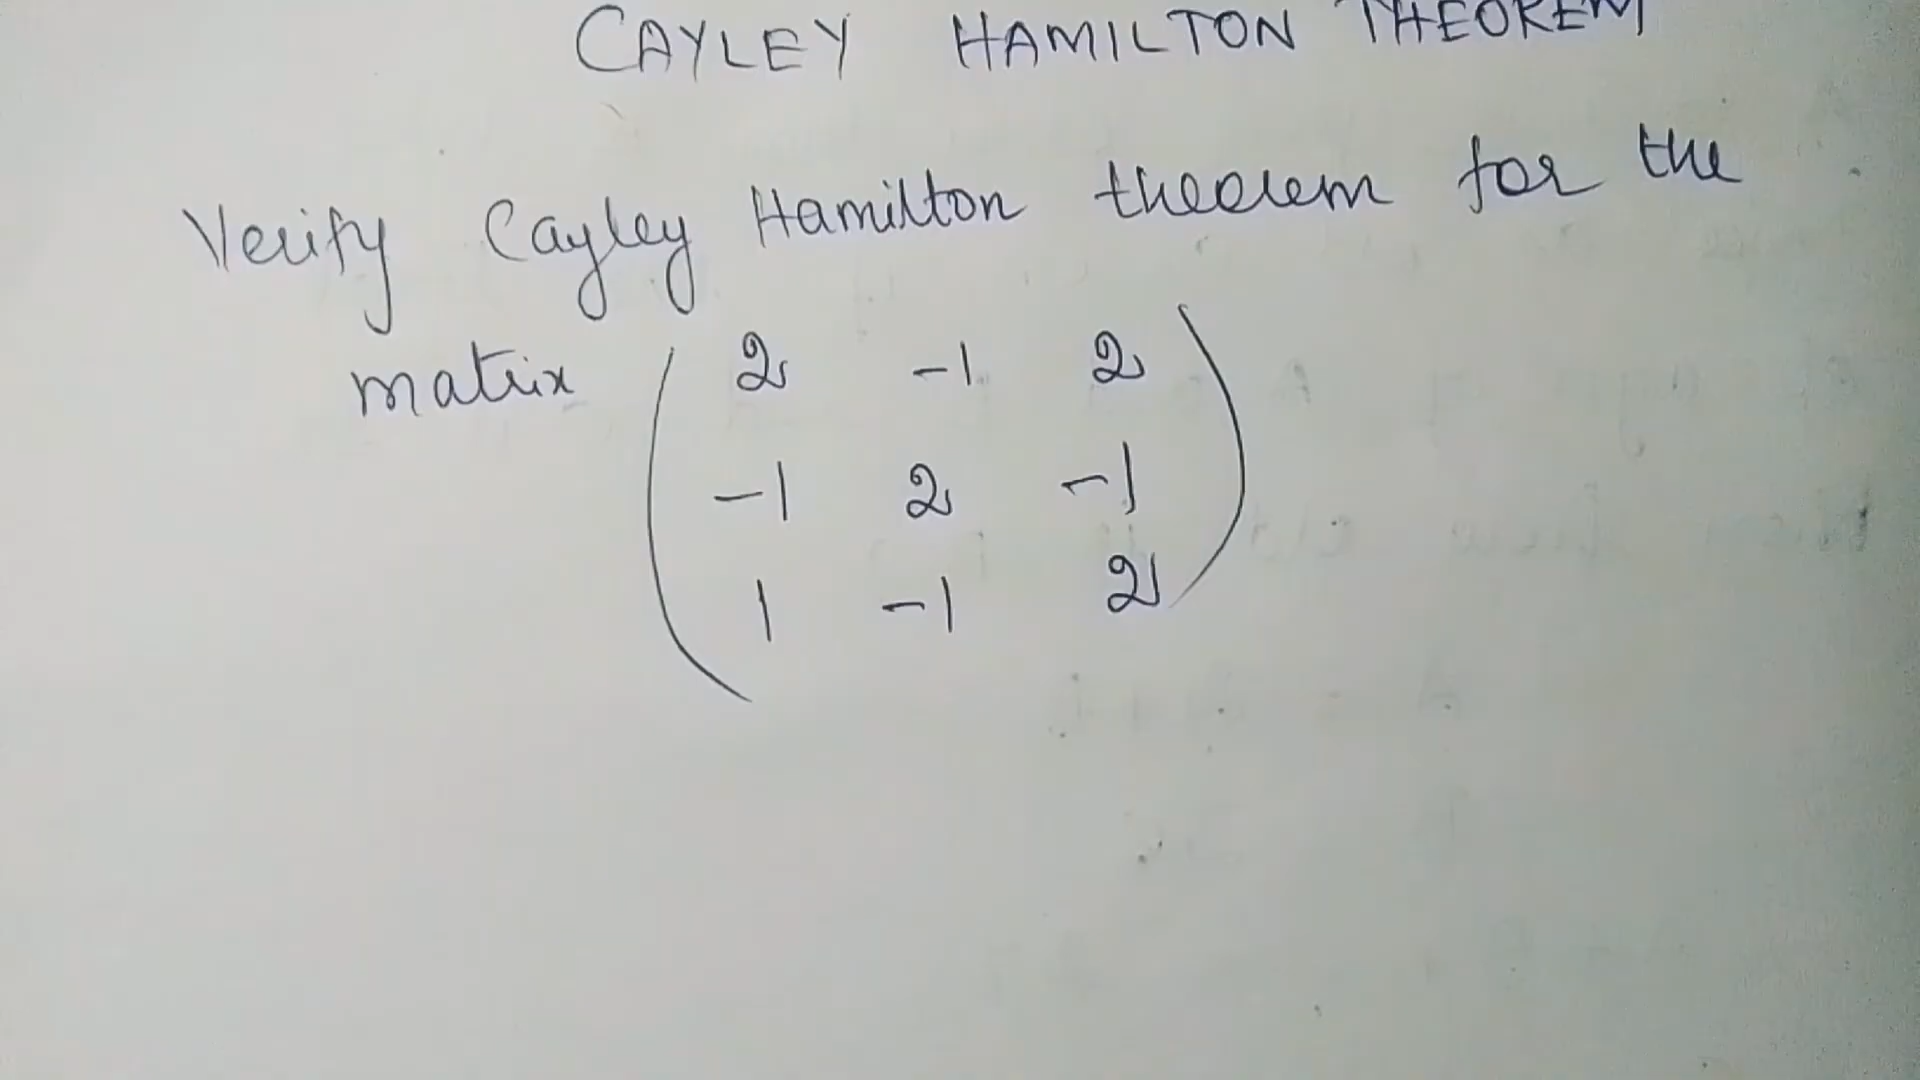 CAYLEY HAMILTON THEOREM
Verify Cayley Hamilton theorem for the
matrix ( 2 -1 2
-1 2 -1
1 -1 2 )